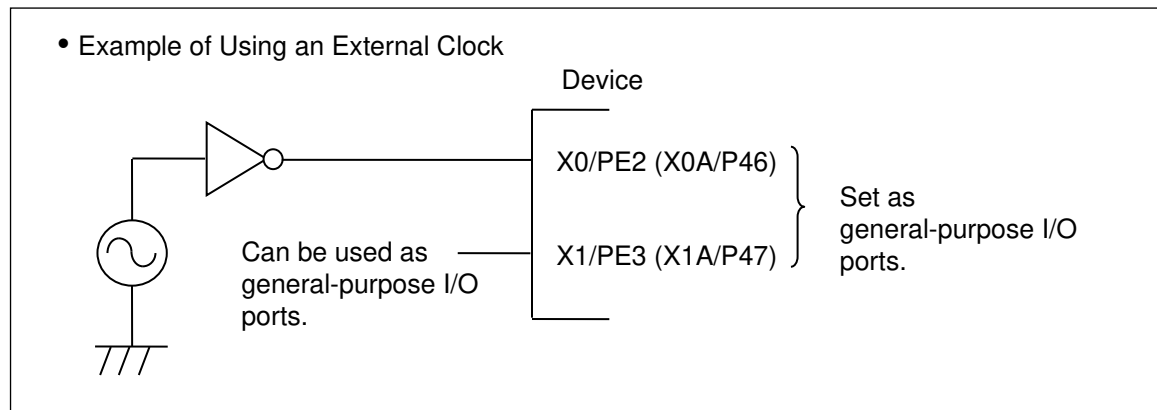 • Example of Using an External Clock
Device
X0/PE2 (X0A/P46)
Set as
general-purpose I/O
ports.
Can be used as
general-purpose I/O
ports.
X1/PE3 (X1A/P47)